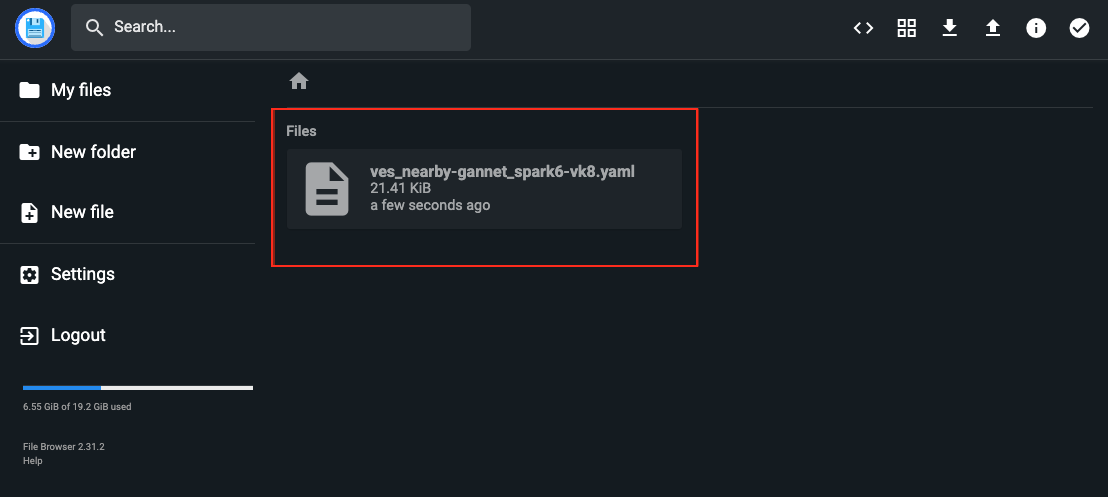 Search...
My files
New folder
New file
Settings
Logout
6.55 GiB of 19.2 GiB used
File Browser 2.31.2
Help
Files
ves_nearby-gannet_spark6-vk8.yaml
21.41 KiB
a few seconds ago